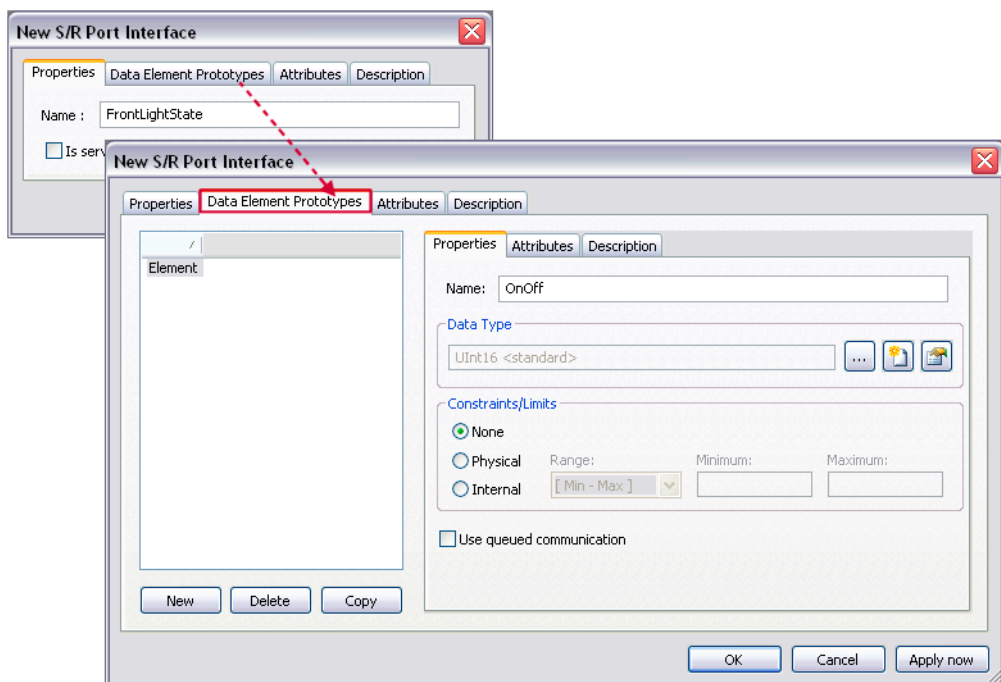 New S/R Port Interface
Properties Data Element Prototypes Attributes Description
Name : FrontLightState
Is serv
New S/R Port Interface
Properties Data Element Prototypes Attributes Description
/
Element
New Delete Copy
Properties Attributes Description
Name: OnOff
Data Type
UInt16 <standard> ...
Constraints/Limits
None
Physical Range: Minimum: Maximum:
Internal [ Min - Max ]
Use queued communication
OK Cancel Apply now